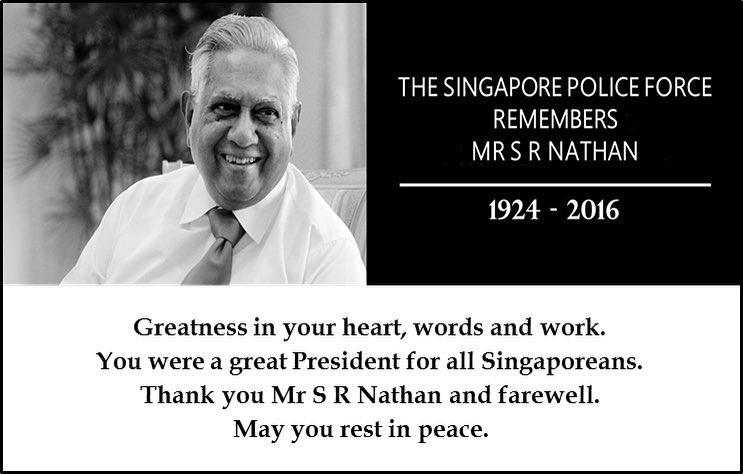 THE SINGAPORE POLICE FORCE
REMEMBERS
MR S R NATHAN
1924 - 2016
Greatness in your heart, words and work.
You were a great President for all Singaporeans.
Thank you Mr S R Nathan and farewell.
May you rest in peace.